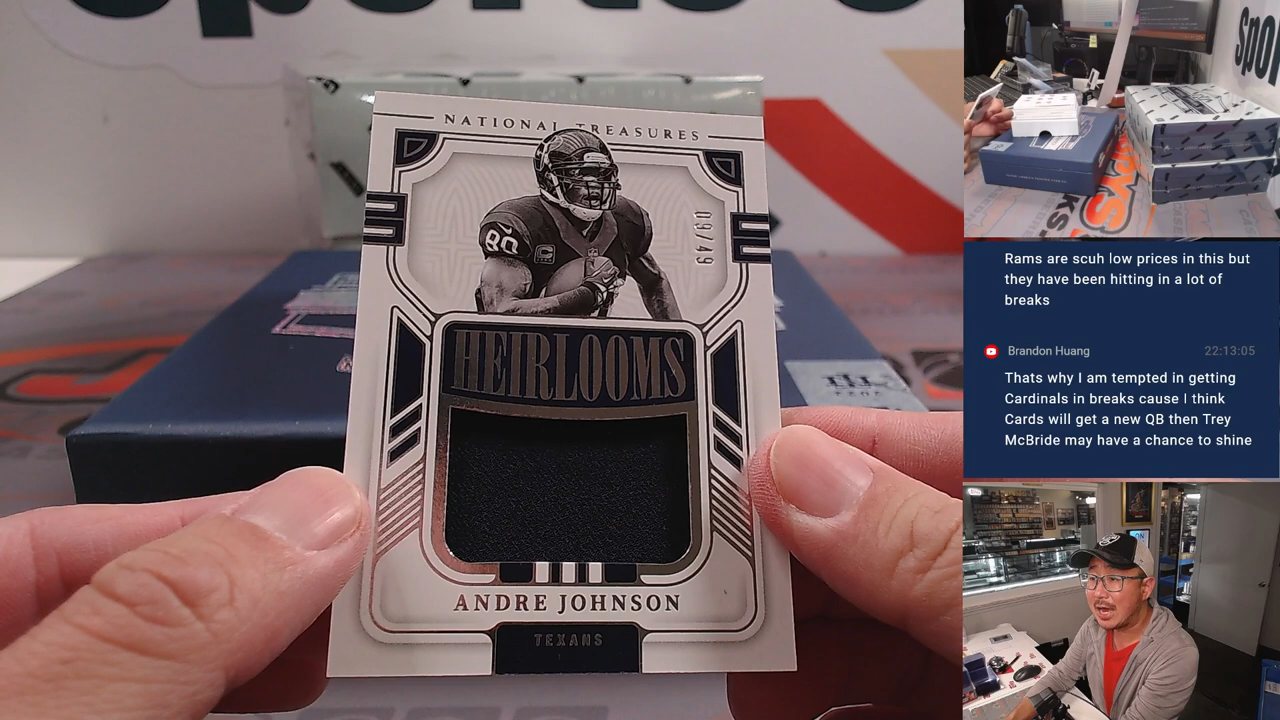 NATIONAL TREASURES
80
C
09/49
HEIRLOOMS
ANDRE JOHNSON
TEXANS
Rams are scuh low prices in this but
they have been hitting in a lot of
breaks
Brandon Huang 22:13:05
Thats why I am tempted in getting
Cardinals in breaks cause I think
Cards will get a new QB then Trey
McBride may have a chance to shine